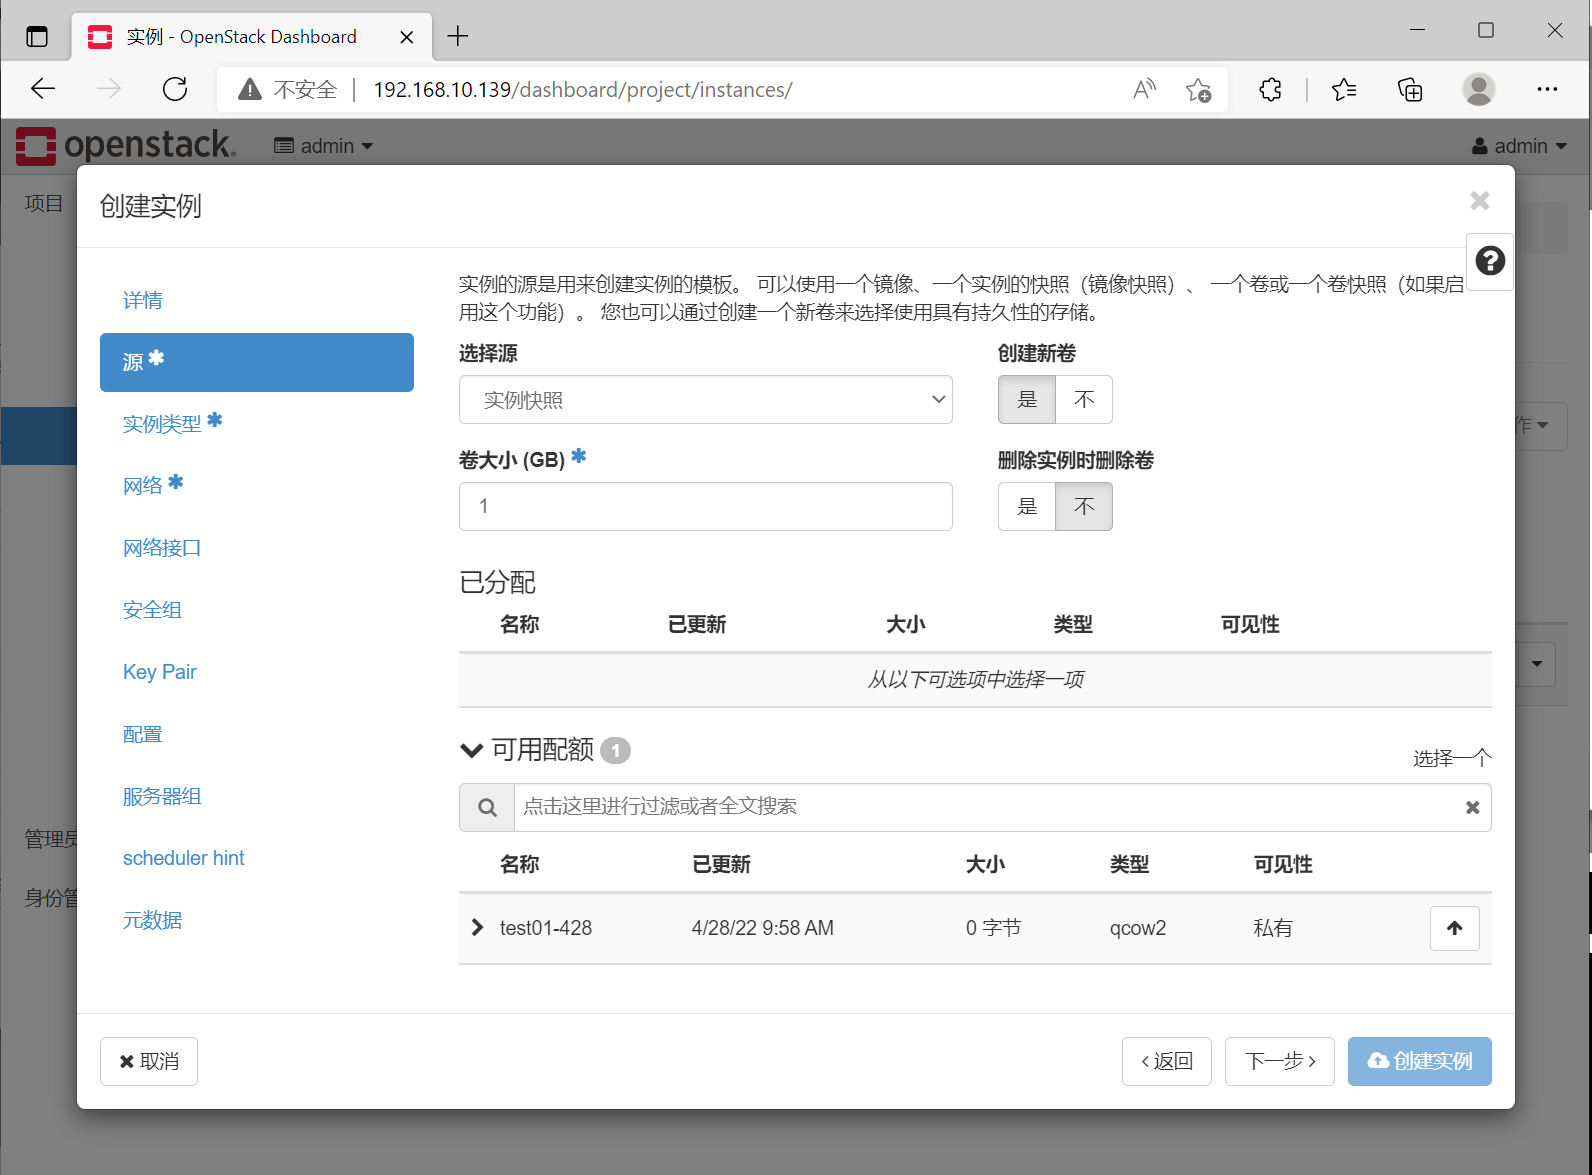 实例 - OpenStack Dashboard
不安全 192.168.10.139/dashboard/project/instances/
openstack. admin admin
项目
创建实例
详情
源 *
实例类型 *
网络 *
网络接口
安全组
Key Pair
配置
服务器组
scheduler hint
元数据
管理员
身份管
作
实例的源是用来创建实例的模板。 可以使用一个镜像、一个实例的快照（镜像快照）、 一个卷或一个卷快照（如果启
用这个功能）。 您也可以通过创建一个新卷来选择使用具有持久性的存储。
选择源 创建新卷
实例快照 是 不
卷大小 (GB) * 删除实例时删除卷
1 是 不
已分配
名称 已更新 大小 类型 可见性
从以下可选项中选择一项
可用配额 1 选择一个
点击这里进行过滤或者全文搜索
名称 已更新 大小 类型 可见性
test01-428 4/28/22 9:58 AM 0 字节 qcow2 私有
取消 ‹ 返回 下一步 › 创建实例